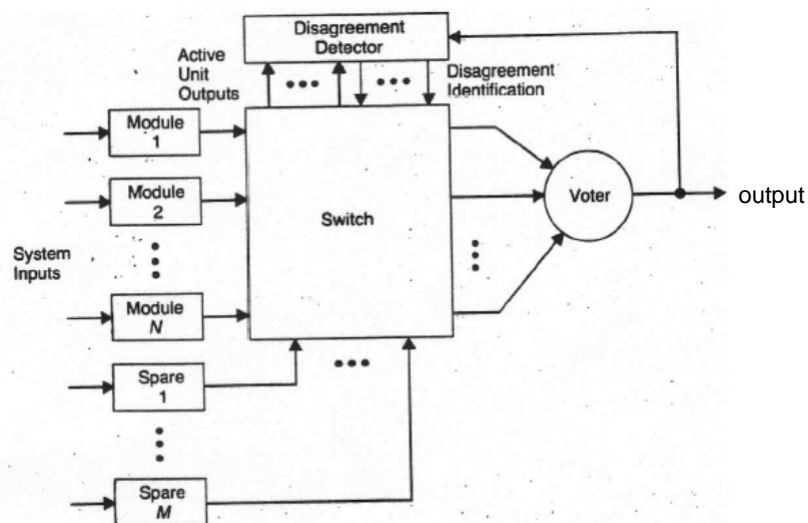 Disagreement
Detector
Active
Unit
Outputs
Disagreement
Identification
Module
1
Module
2
System
Inputs
Module
N
Spare
1
Spare
M
Switch
Voter
output